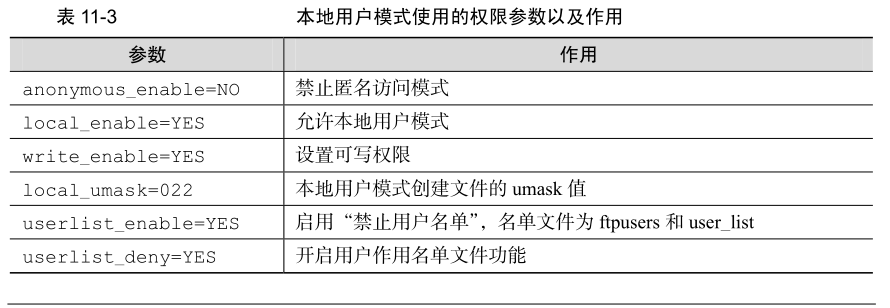 表 11-3 本地用户模式使用的权限参数以及作用
参数 作用
anonymous_enable=NO 禁止匿名访问模式
local_enable=YES 允许本地用户模式
write_enable=YES 设置可写权限
local_umask=022 本地用户模式创建文件的 umask 值
userlist_enable=YES 启用“禁止用户名单”，名单文件为 ftpusers 和 user_list
userlist_deny=YES 开启用户作用名单文件功能